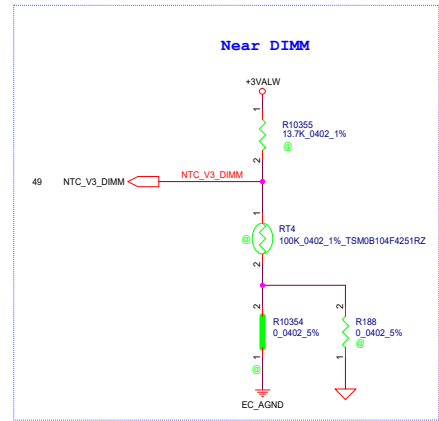 Near DIMM
+3VALW
1
R10355
13.7K_0402_1%
@
2
49 NTC_V3_DIMM NTC_V3_DIMM
1
RT4
@ 100K_0402_1%_TSM0B104F4251RZ
2
2 2
R10354 R188
0_0402_5% 0_0402_5%
@
1 1
@
EC_AGND